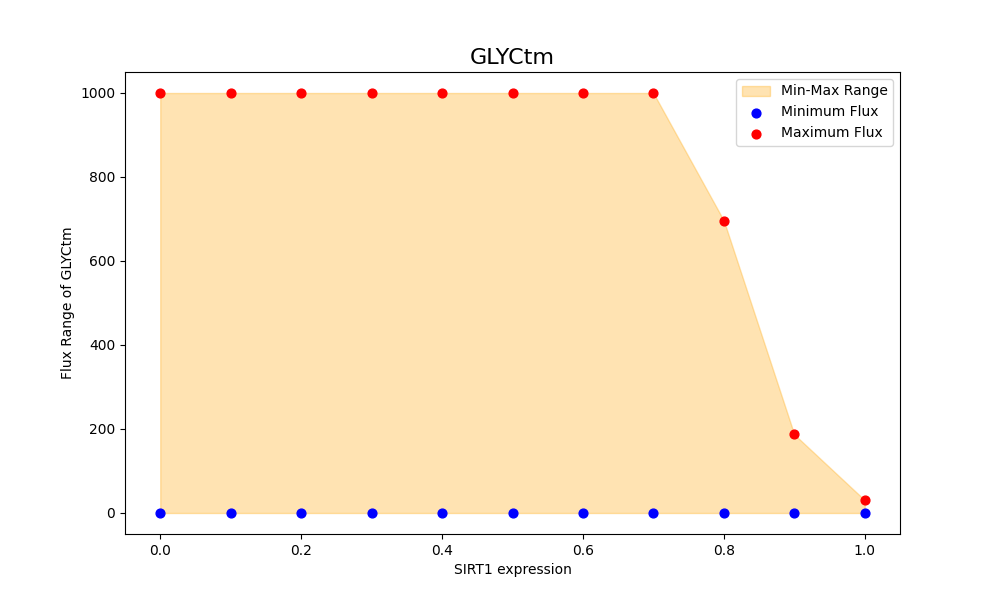 GLYCtm
Min-Max Range
Minimum Flux
Maximum Flux
Flux Range of GLYCtm
1000
800
600
400
200
0
0.0 0.2 0.4 0.6 0.8 1.0
SIRT1 expression